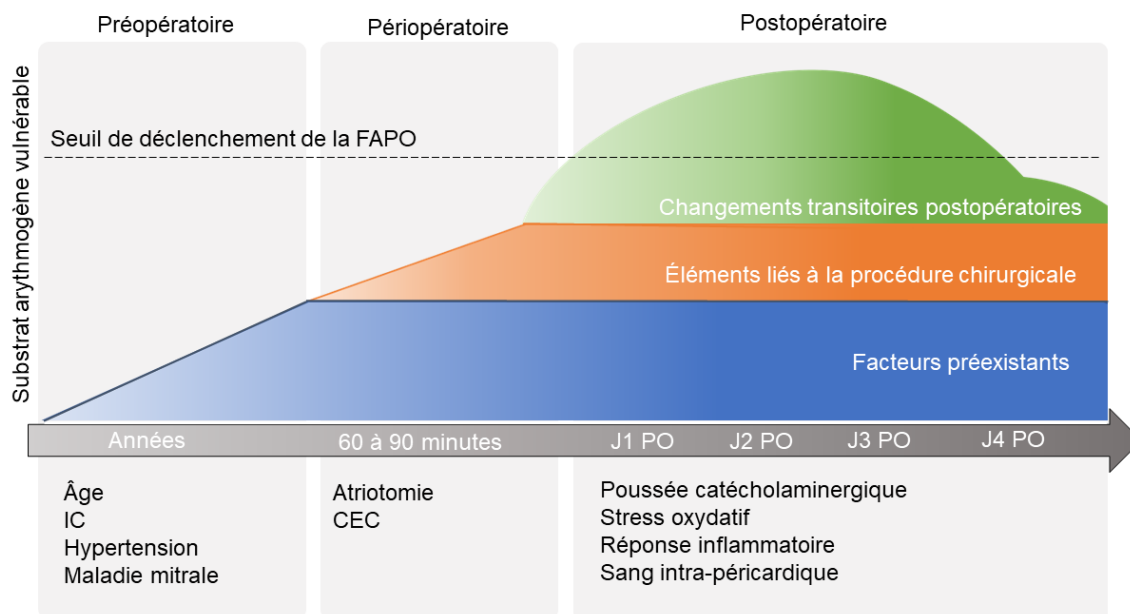 Préopératoire
Périopératoire
Postopératoire
Substrat arythmogène vulnérable
Seuil de déclenchement de la FAPO
Changements transitoires postopératoires
Éléments liés à la procédure chirurgicale
Facteurs préexistants
Années
60 à 90 minutes
J1 PO
J2 PO
J3 PO
J4 PO
Âge
IC
Hypertension
Maladie mitrale
Atriotomie
CEC
Poussée catécholaminergique
Stress oxydatif
Réponse inflammatoire
Sang intra-péricardique